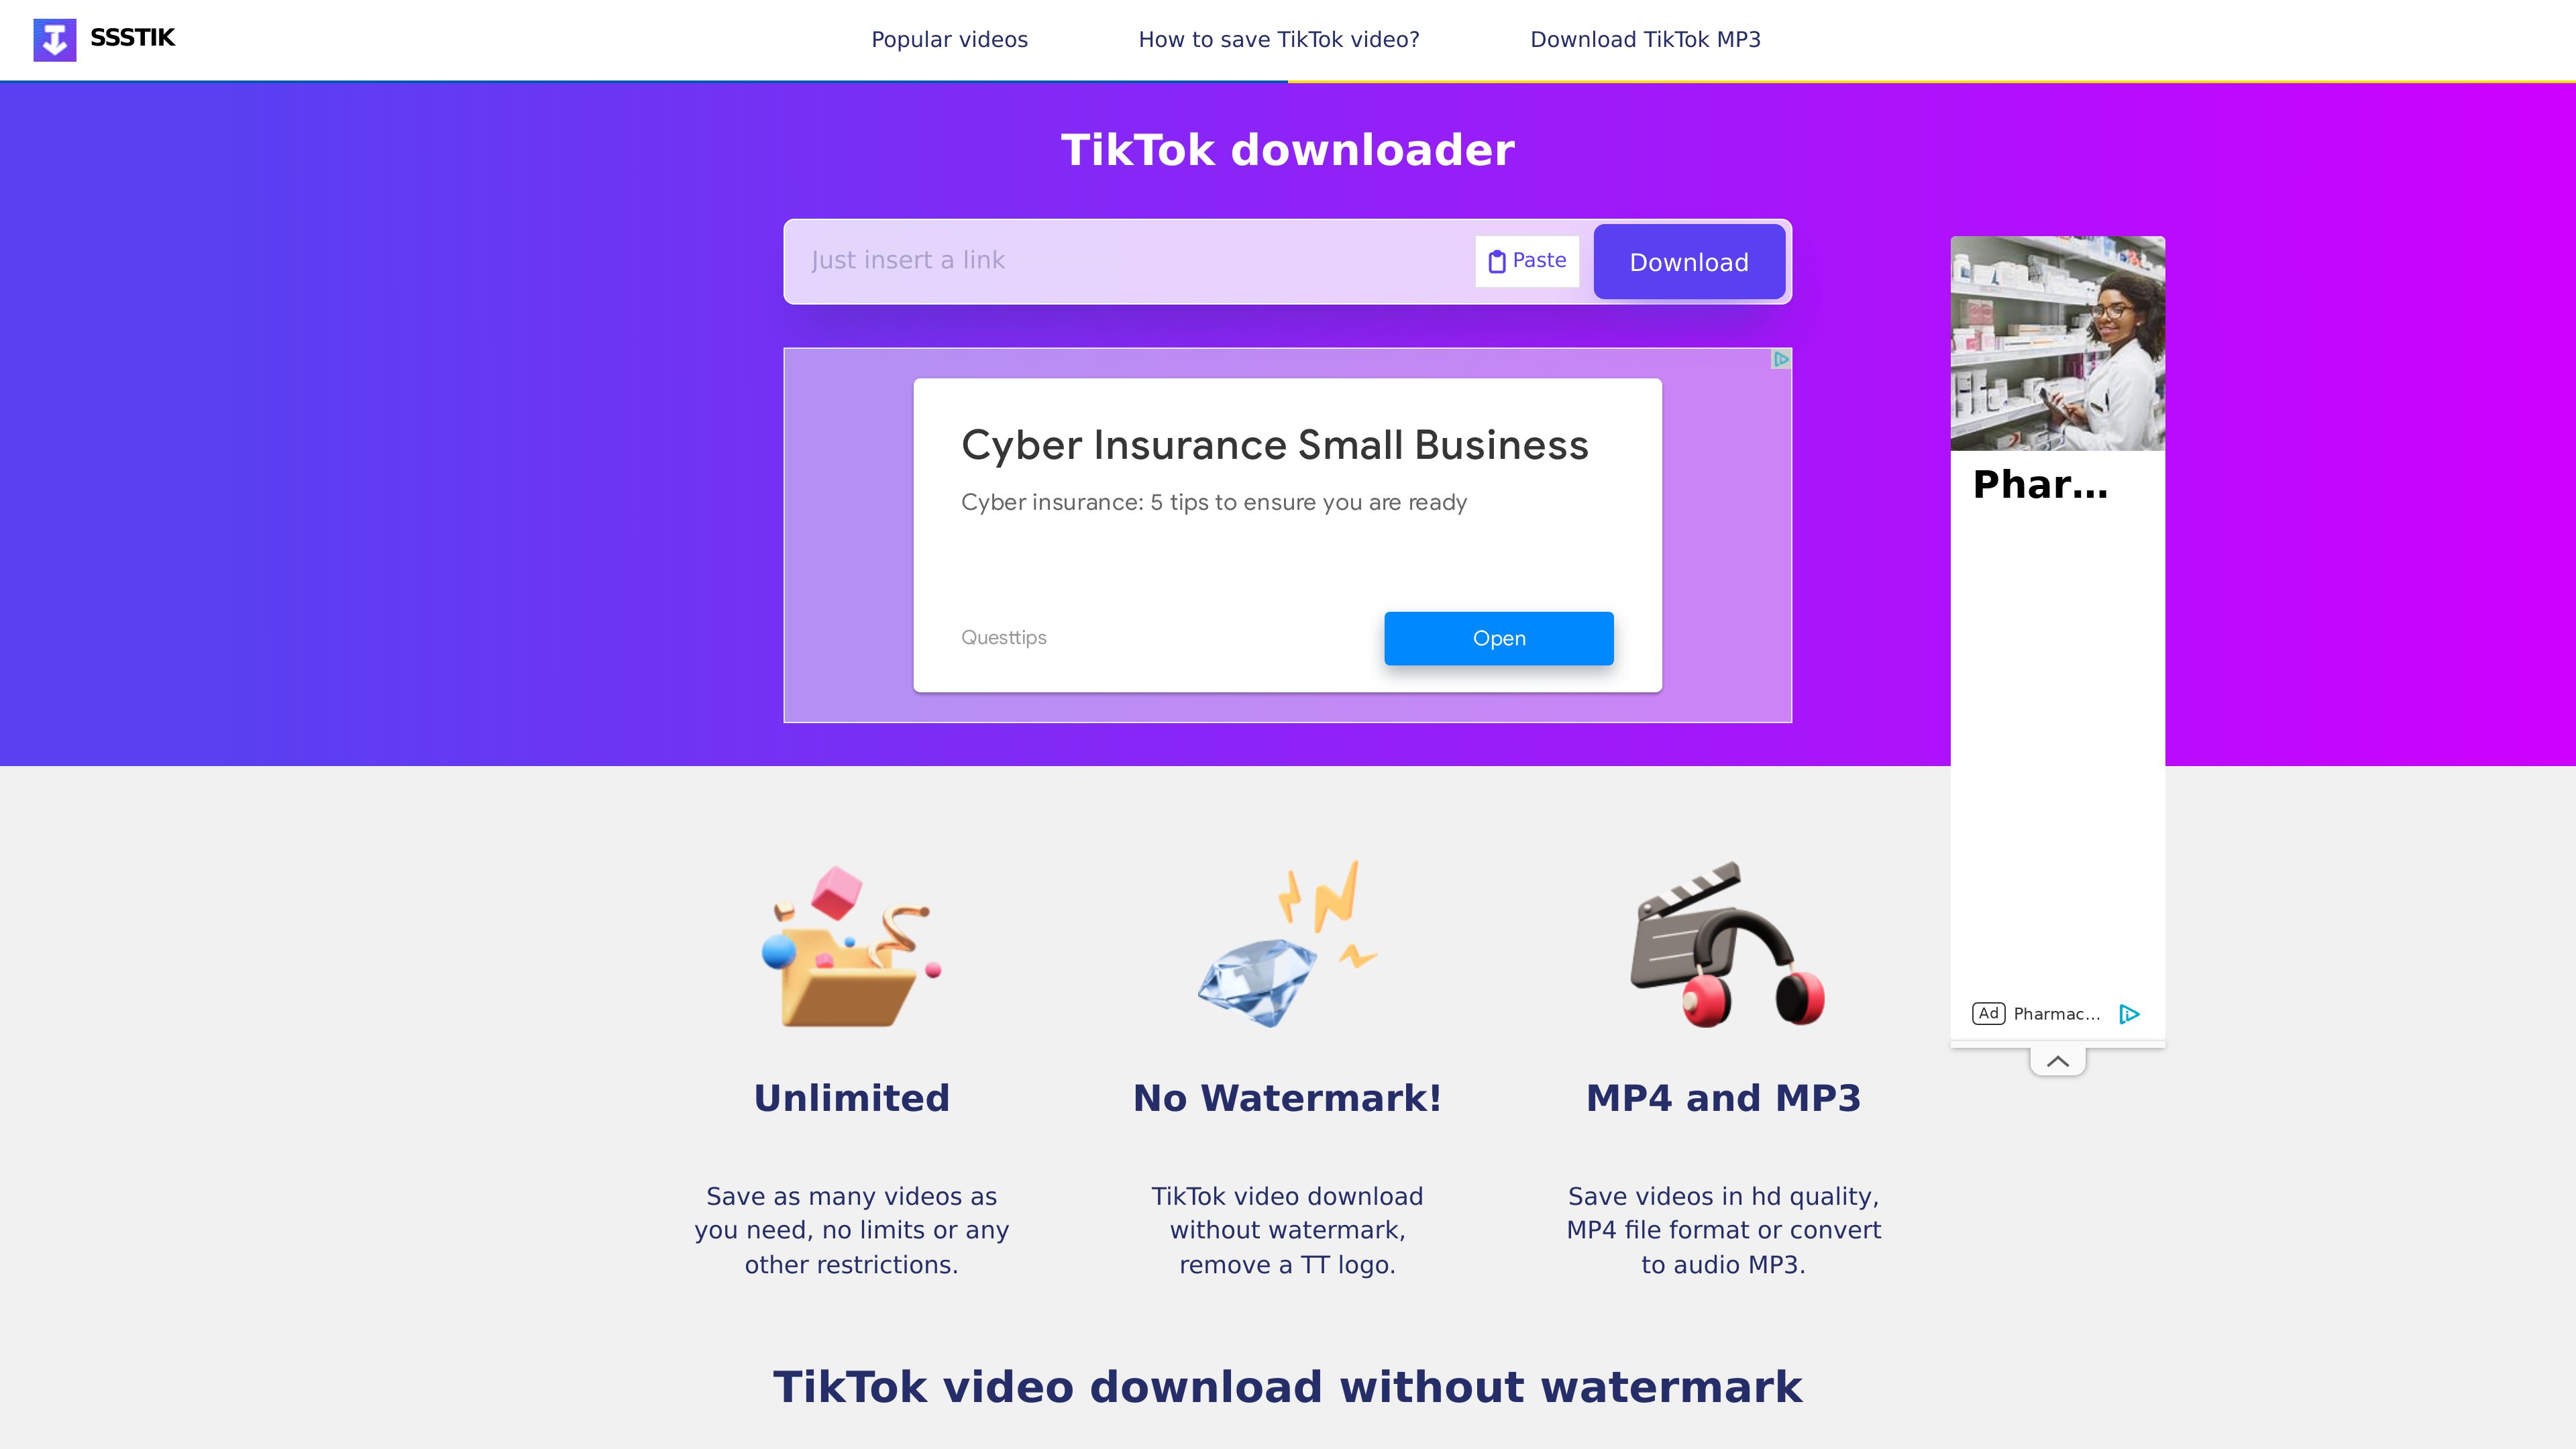 SSSTIK
Popular videos
How to save TikTok video?
Download TikTok MP3
TikTok downloader
Just insert a link
Paste
Download
Cyber Insurance Small Business
Cyber insurance: 5 tips to ensure you are ready
Questtips
Open
Phar...
Ad Pharmac...
Unlimited
Save as many videos as
you need, no limits or any
other restrictions.
No Watermark!
TikTok video download
without watermark,
remove a TT logo.
MP4 and MP3
Save videos in hd quality,
MP4 file format or convert
to audio MP3.
TikTok video download without watermark